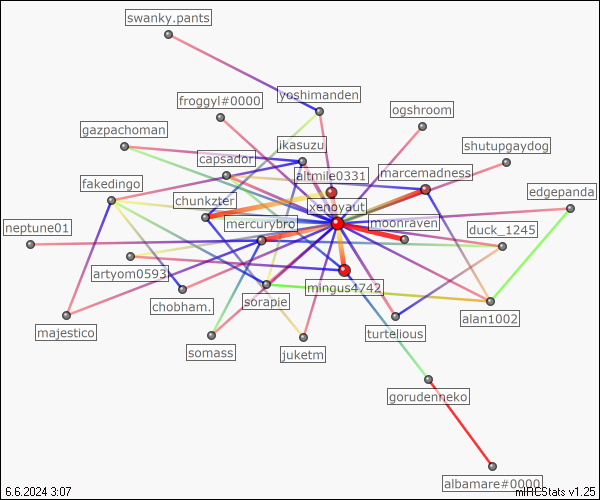 swanky.pants
yoshimanden
froggyl#0000
ogshroom
gazpachoman
ikasuzu
shutupgaydog
capsador
altmile0331
marcemadness
fakedingo
edgepanda
chunkzter
xenoyaut
neptune01
mercurybro
moonraven
duck_1245
artyom0593
mingus4742
chobham.
sorapie
majestico
alan1002
turtelious
somass
juketm
gorudenneko
albamare#0000
6.6.2024 3:07
mIRCStats v1.25